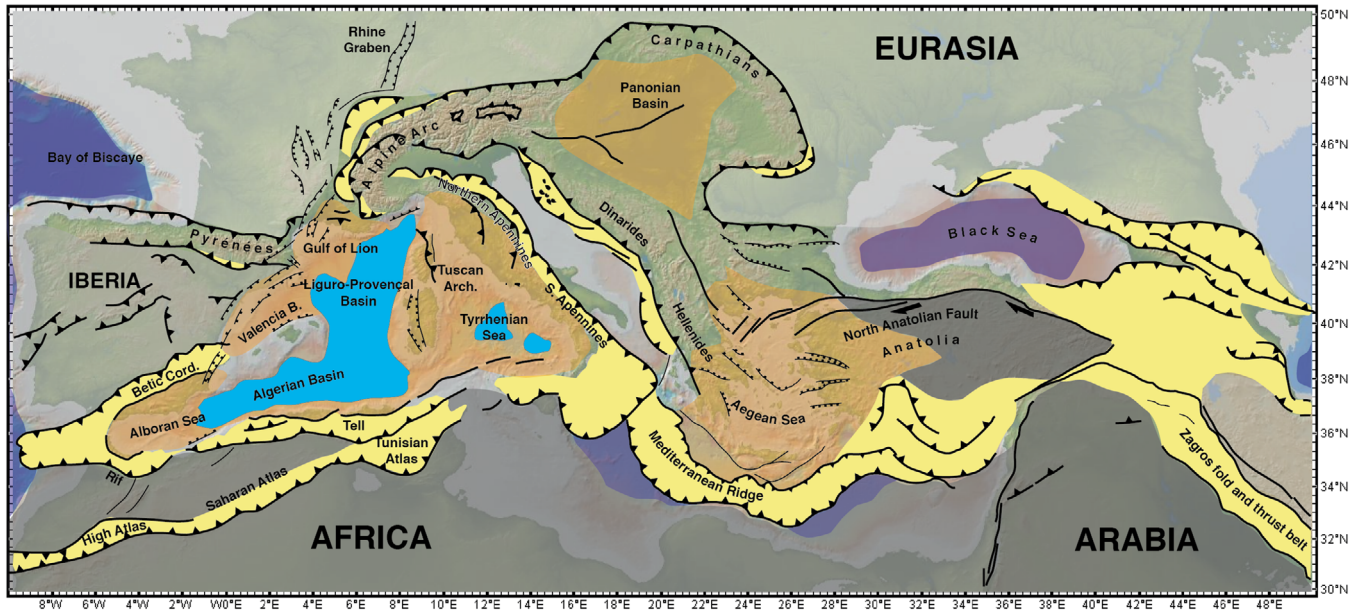 Rhine
Graben
Carpathians
EURASIA
50°N
48°N
46°N
44°N
42°N
40°N
38°N
36°N
34°N
32°N
30°N
Panonian
Basin
Alpine Arc
Bay of Biscaye
Northern Apennines
Dinarides
Black Sea
Pyrénées
Gulf of Lion
IBERIA
Liguro-Provençal
Basin
Tuscan
Arch.
Valencia B.
S. Apennines
Tyrrhenian
Sea
Hellenides
North Anatolian Fault
Anatolia
Betic Cord.
Algerian Basin
Alboran Sea
Aegean Sea
Tell
Tunisian
Atlas
Rif
Saharan Atlas
Mediterranean Ridge
Zagros fold and thrust belt
High Atlas
AFRICA
ARABIA
8°W 6°W 4°W 2°W W0°E 2°E 4°E 6°E 8°E 10°E 12°E 14°E 16°E 18°E 20°E 22°E 24°E 26°E 28°E 30°E 32°E 34°E 36°E 38°E 40°E 42°E 44°E 46°E 48°E